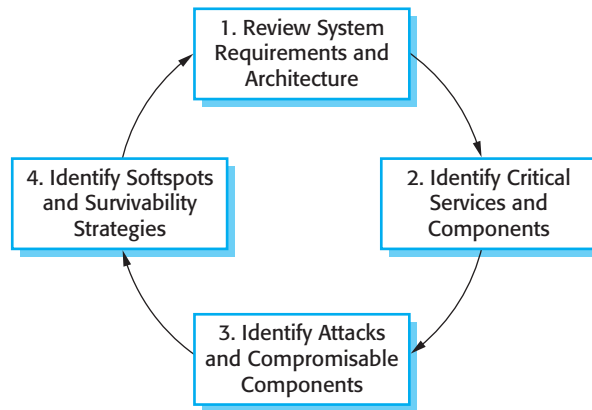 1. Review System
Requirements and
Architecture
4. Identify Softspots
and Survivability
Strategies
2. Identify Critical
Services and
Components
3. Identify Attacks
and Compromisable
Components